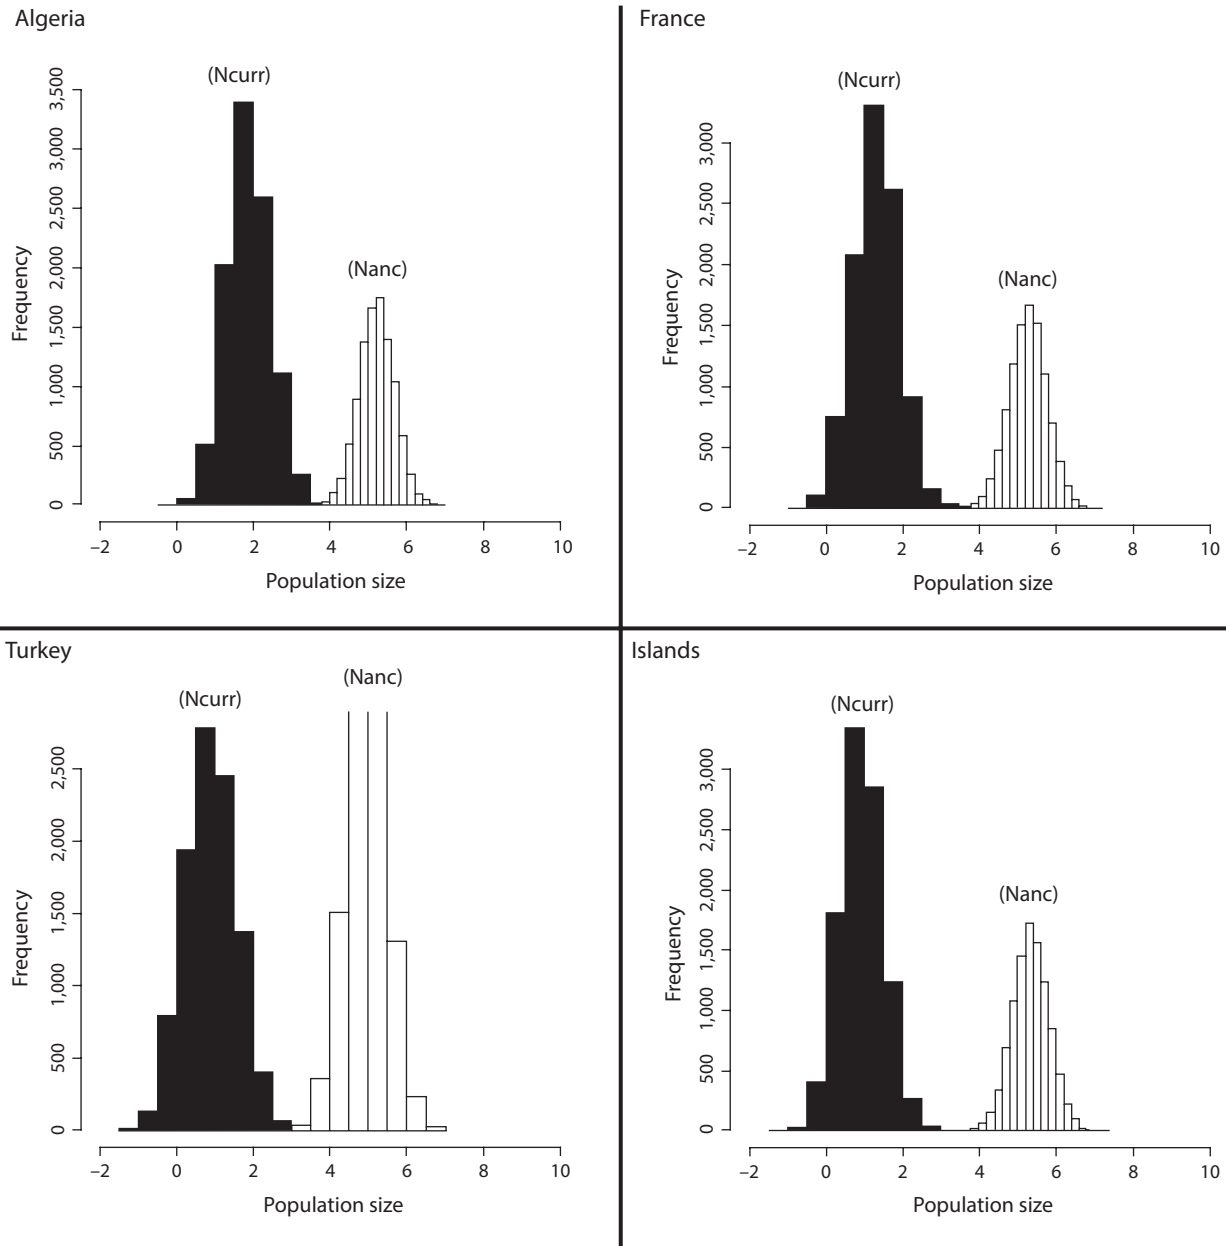 Algeria
(Ncurr)
(Nanc)
Frequency
3,500
3,000
2,500
2,000
1,500
1,000
500
0
−2 0 2 4 6 8 10
Population size
France
(Ncurr)
(Nanc)
Frequency
3,000
2,500
2,000
1,500
1,000
500
0
−2 0 2 4 6 8 10
Population size
Turkey
(Ncurr)
(Nanc)
Frequency
2,500
2,000
1,500
1,000
500
0
−2 0 2 4 6 8 10
Population size
Islands
(Ncurr)
(Nanc)
Frequency
3,000
2,500
2,000
1,500
1,000
500
0
−2 0 2 4 6 8 10
Population size